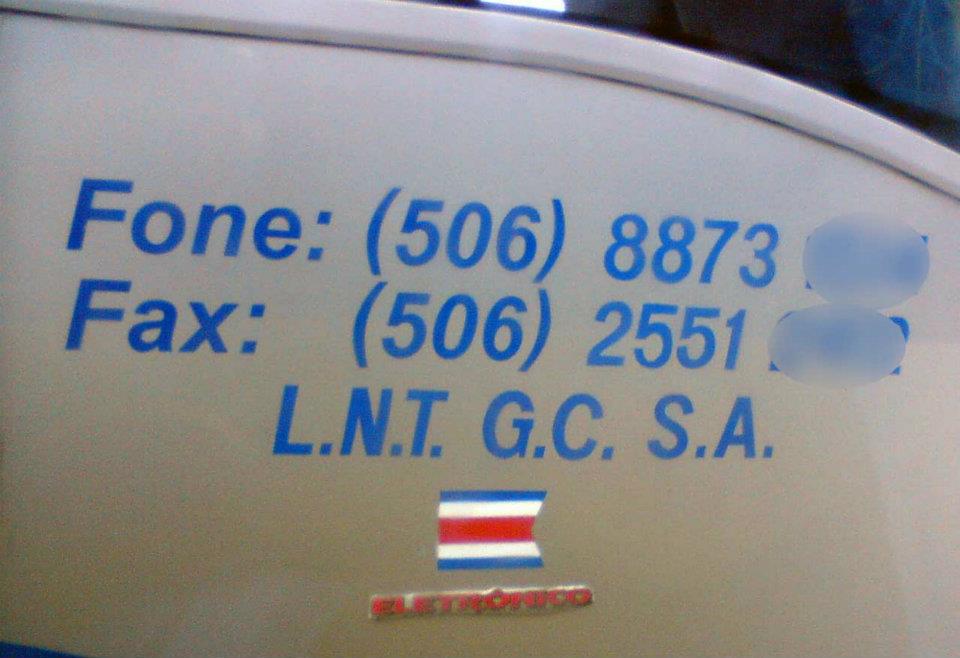 Fone: (506) 8873
Fax: (506) 2551
L.N.T. G.C. S.A.
ELETRÔNICO